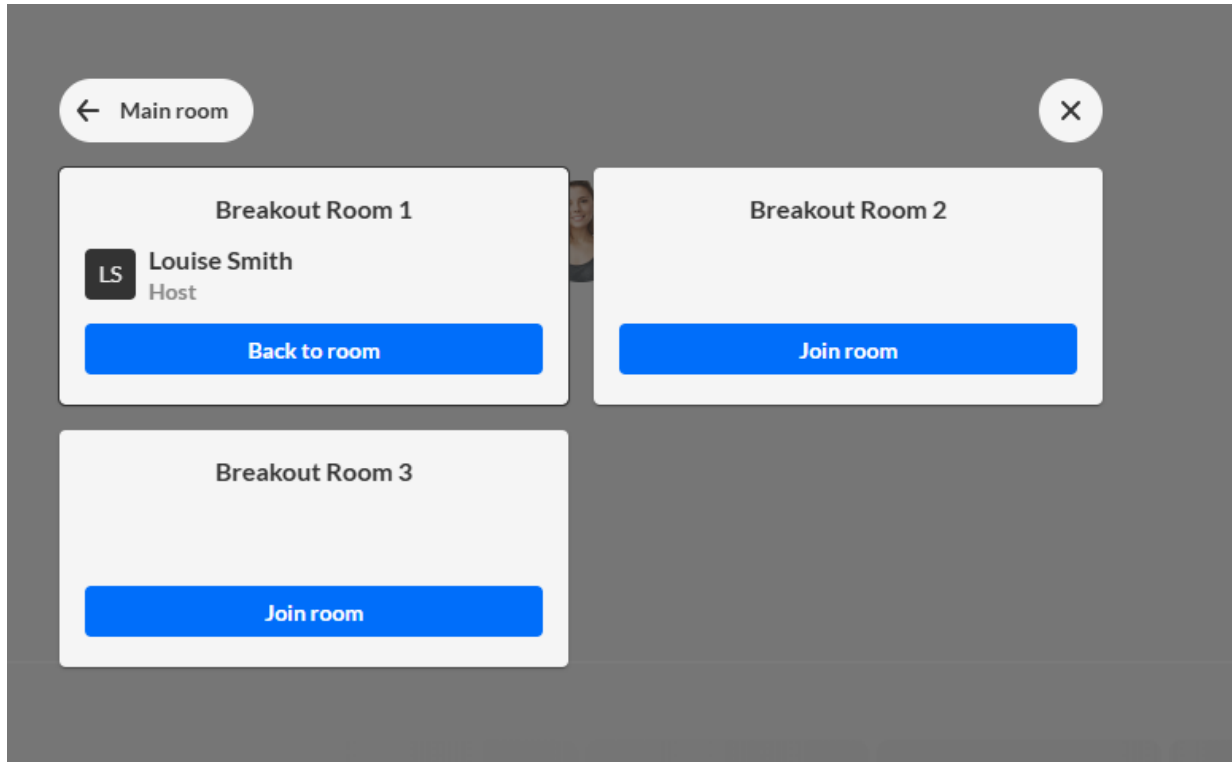 Main room
Breakout Room 1
LS
Louise Smith
Host
Back to room
Breakout Room 2
Join room
Breakout Room 3
Join room